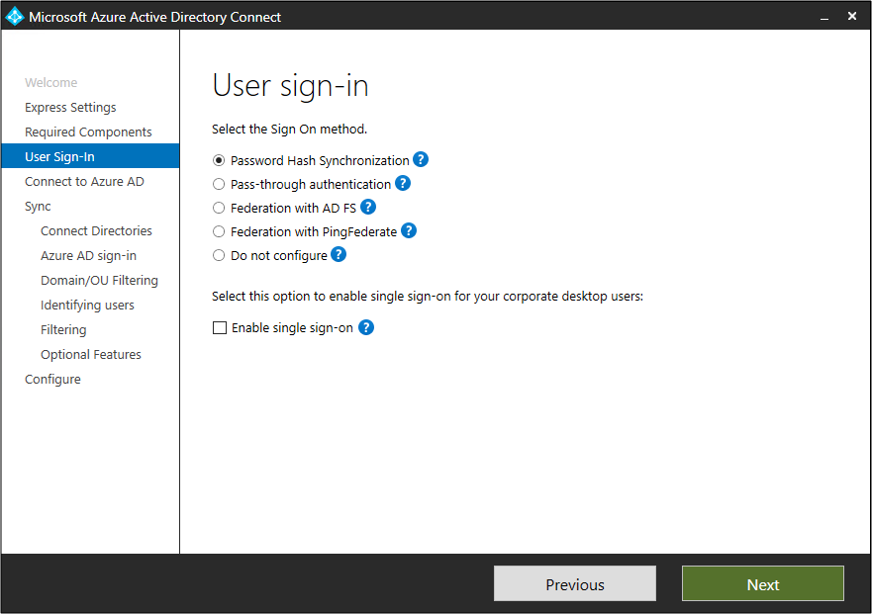 Microsoft Azure Active Directory Connect
Welcome
Express Settings
Required Components
User Sign-In
Connect to Azure AD
Sync
Connect Directories
Azure AD sign-in
Domain/OU Filtering
Identifying users
Filtering
Optional Features
Configure
User sign-in
Select the Sign On method.
Password Hash Synchronization ?
Pass-through authentication ?
Federation with AD FS ?
Federation with PingFederate ?
Do not configure ?
Select this option to enable single sign-on for your corporate desktop users:
Enable single sign-on ?
Previous
Next